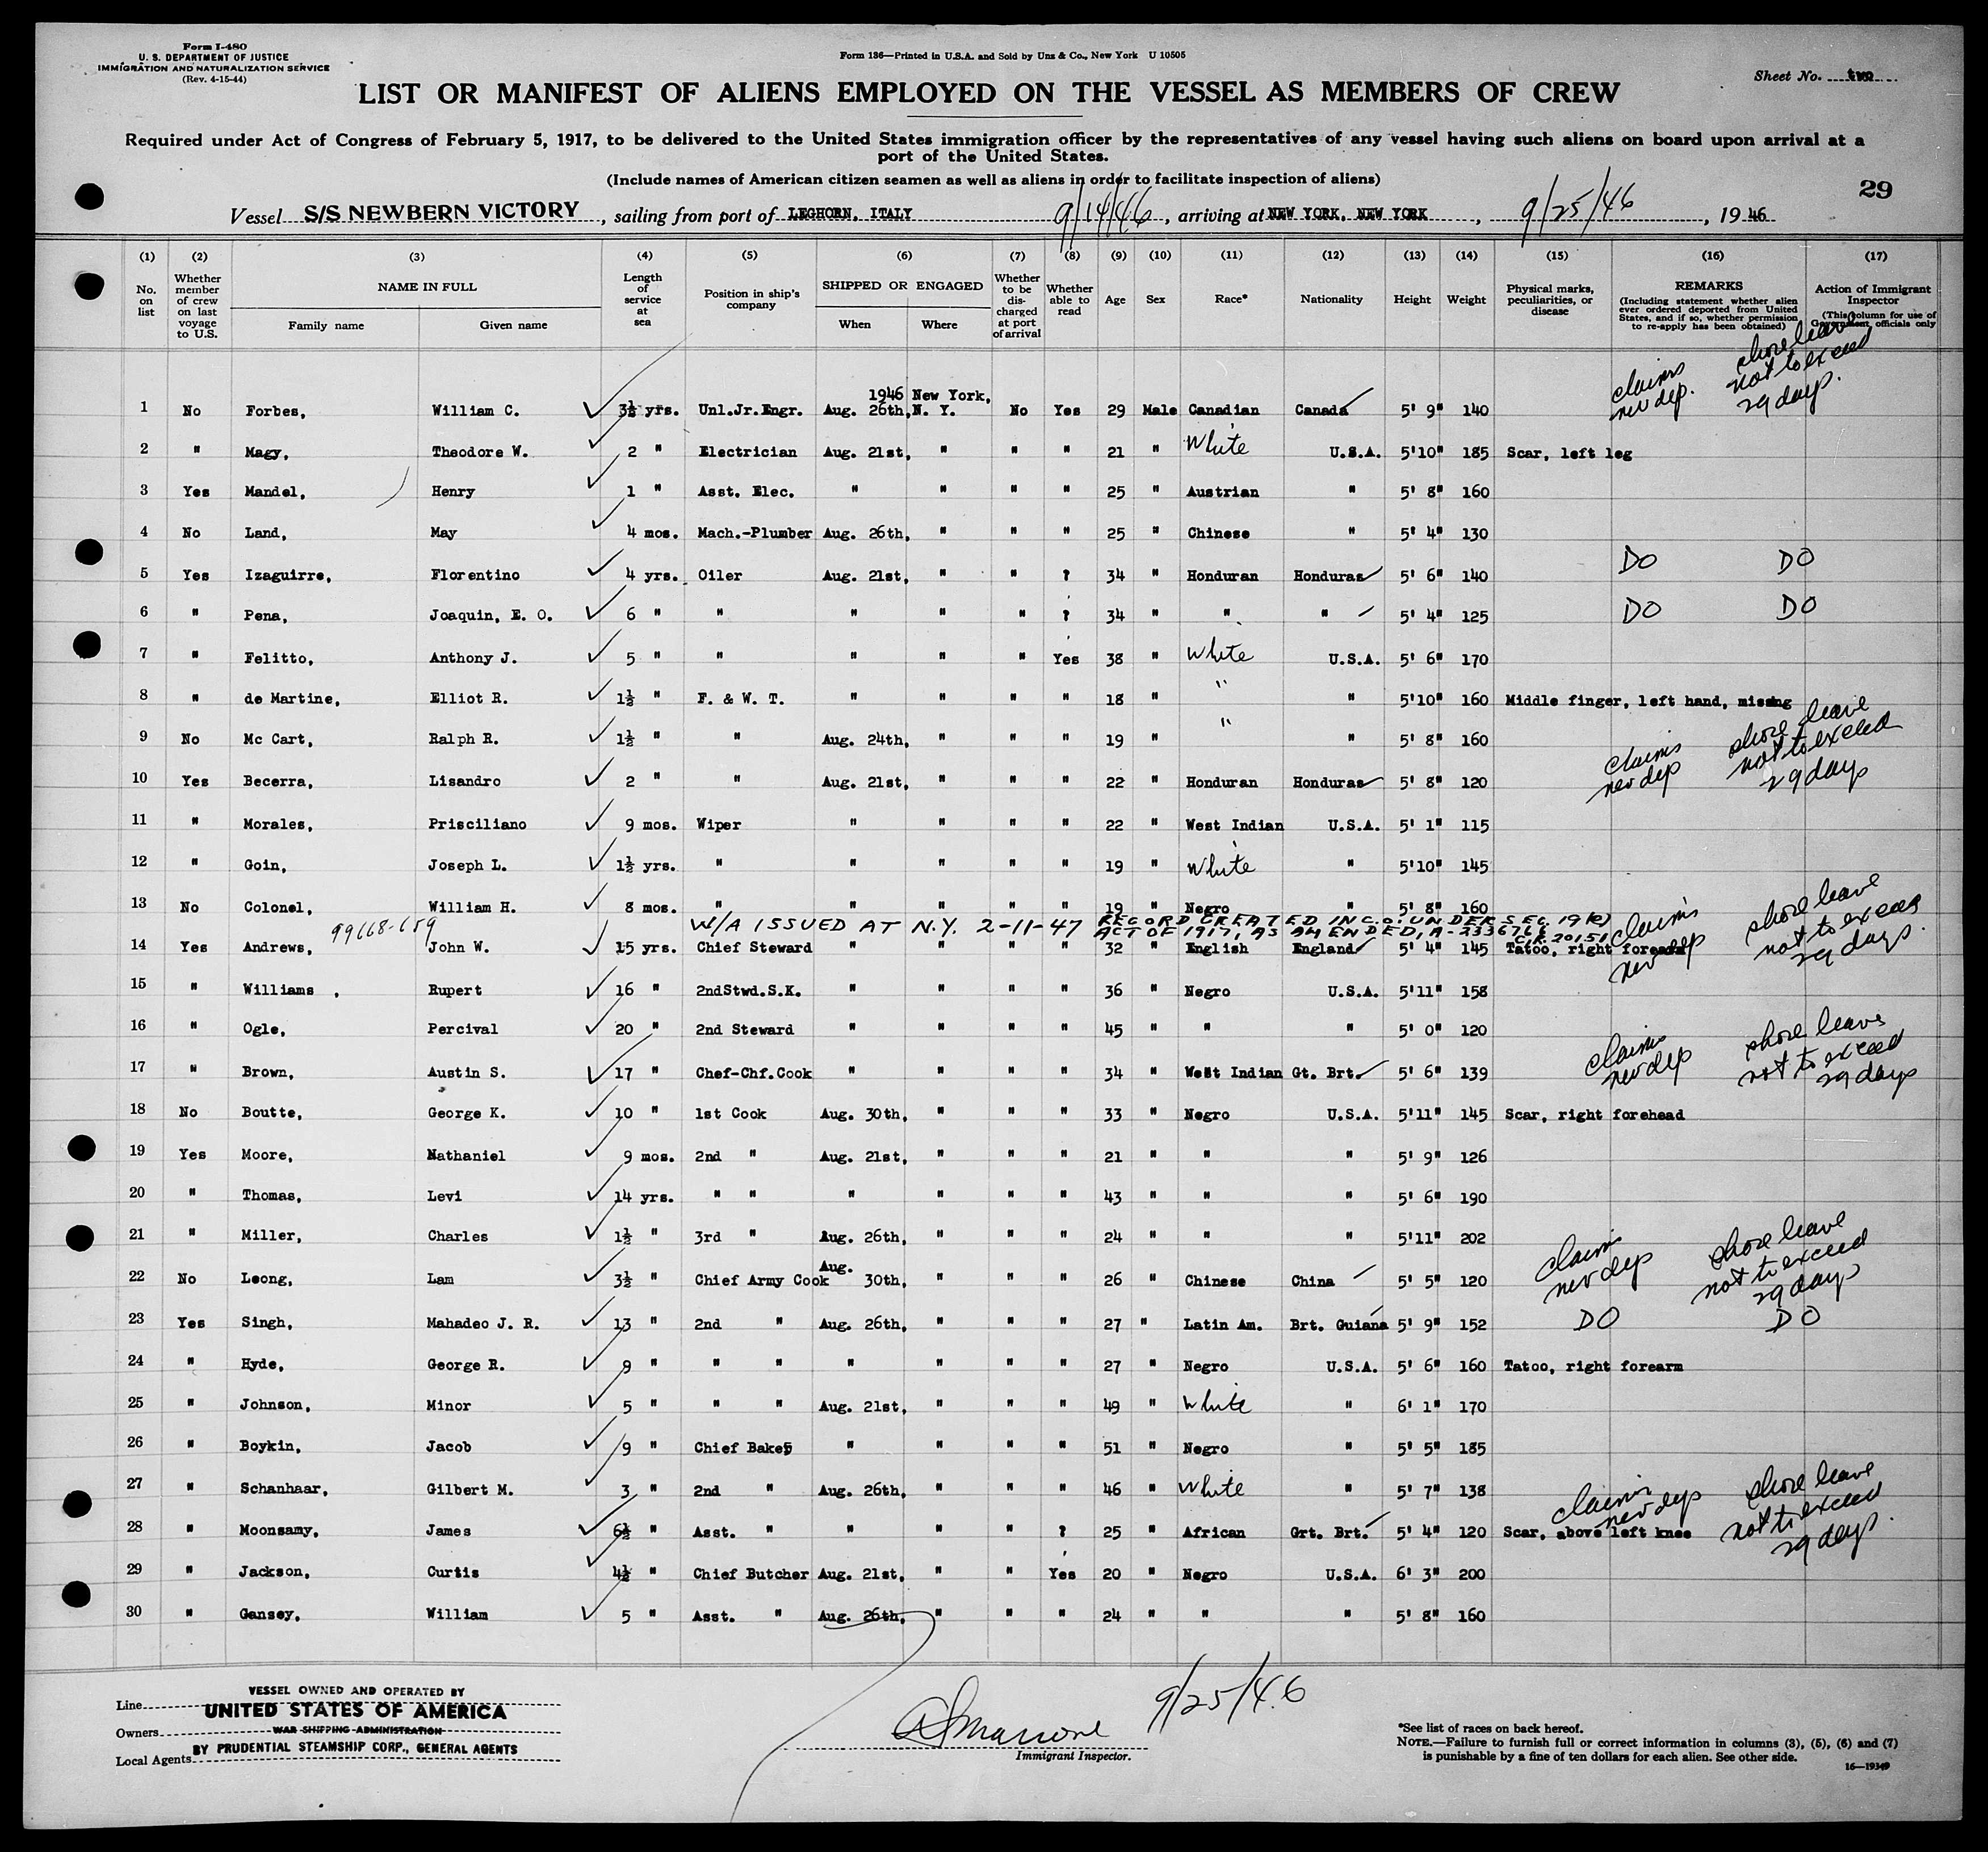 Form I-480
U. S. DEPARTMENT OF JUSTICE
IMMIGRATION AND NATURALIZATION SERVICE
(Rev. 4-15-44)
Form 136—Printed in U.S.A. and Sold by Unz & Co., New York U 10505
Sheet No. two
LIST OR MANIFEST OF ALIENS EMPLOYED ON THE VESSEL AS MEMBERS OF CREW
Required under Act of Congress of February 5, 1917, to be delivered to the United States immigration officer by the representatives of any vessel having such aliens on board upon arrival at a
port of the United States.
(Include names of American citizen seamen as well as aliens in order to facilitate inspection of aliens)
29
Vessel S/S NEWBERN VICTORY, sailing from port of LEGHORN, ITALY 9/14/46, arriving at NEW YORK, NEW YORK, 9/25/46, 19 46
(1) (2) (3) (4) (5) (6) (7) (8) (9) (10) (11) (12) (13) (14) (15) (16) (17)
No. on list
Whether member of crew on last voyage to U.S.
NAME IN FULL
Family name Given name
Length of service at sea
Position in ship's company
SHIPPED OR ENGAGED
When Where
Whether to be discharged at port of arrival
Whether able to read
Age Sex Race* Nationality Height Weight
Physical marks, peculiarities, or disease
REMARKS
(Including statement whether alien ever ordered deported from United States, and if so, whether permission to re-apply has been obtained)
Action of Immigrant Inspector
(This column for use of Government officials only
claims nev dep. shore leave not to exceed 29 days.
1946 New York,
1 No Forbes, William C. 3½ yrs. Unl.Jr.Engr. Aug. 26th, N. Y. No Yes 29 Male Canadian Canada 5' 9" 140
2 " Magy, Theodore W. 2 " Electrician Aug. 21st, " " " 21 " White U.S.A. 5'10" 185 Scar, left leg
3 Yes Mandel, Henry 1 " Asst. Elec. " " " " 25 " Austrian " 5' 8" 160
4 No Land, May 4 mos. Mach.-Plumber Aug. 26th, " " " 25 " Chinese " 5' 4" 130
5 Yes Izaguirre, Florentino 4 yrs. Oiler Aug. 21st, " " ? 34 " Honduran Honduras 5' 6" 140 DO DO
6 " Pena, Joaquin, E. O. 6 " " " " " ? 34 " " " 5' 4" 125 DO DO
7 " Felitto, Anthony J. 5 " " " " " Yes 38 " White U.S.A. 5' 6" 170
8 " de Martine, Elliot R. 1½ " F. & W. T. " " " " 18 " " " 5'10" 160 Middle finger, left hand, missng
9 No Mc Cart, Ralph R. 1½ " " Aug. 24th, " " " 19 " " " 5' 8" 160
10 Yes Becerra, Lisandro 2 " " Aug. 21st, " " " 22 " Honduran Honduras 5' 8" 120 claims nev dep shore leave not to exceed 29 days
11 " Morales, Prisciliano 9 mos. Wiper " " " " 22 " West Indian U.S.A. 5' 1" 115
12 " Goin, Joseph L. 1½ yrs. " " " " " 19 " White " 5'10" 145
13 No Colonel, William H. 8 mos. " " " " " 19 " Negro " 5' 8" 160
99668-659 W/A ISSUED AT N.Y. 2-11-47 RECORD CREATED IN C.O. UNDER SEC. 19(e)
ACT OF 1917, AS AMENDED, A-2336766
CIR. 20151
14 Yes Andrews, John W. 15 yrs. Chief Steward " " " " 32 " English England 5' 4" 145 Tatoo, right forearm claims nev dep shore leave not to exceed 29 days.
15 " Williams , Rupert 16 " 2ndStwd.S.K. " " " " 36 " Negro U.S.A. 5'11" 158
16 " Ogle, Percival 20 " 2nd Steward " " " " 45 " " " 5' 0" 120
17 " Brown, Austin S. 17 " Chef-Chf.Cook " " " " 34 " West Indian Gt. Brt. 5' 6" 139 claims nev dep shore leave not to exceed 29 days
18 No Boutte, George K. 10 " 1st Cook Aug. 30th, " " " 33 " Negro U.S.A. 5'11" 145 Scar, right forehead
19 Yes Moore, Nathaniel 9 mos. 2nd " Aug. 21st, " " " 21 " " " 5' 9" 126
20 " Thomas, Levi 14 yrs. " " " " " " 43 " " " 5' 6" 190
21 " Miller, Charles 1½ " 3rd " Aug. 26th, " " " 24 " " " 5'11" 202
22 No Leong, Lam 3½ " Chief Army Cook Aug. 30th, " " " 26 " Chinese China 5' 5" 120 claims nev dep shore leave not to exceed 29 days
23 Yes Singh, Mahadeo J. R. 13 " 2nd " Aug. 26th, " " " 27 " Latin Am. Brt. Guiana 5' 9" 152 DO DO
24 " Hyde, George R. 9 " " " " " " " 27 " Negro U.S.A. 5' 6" 160 Tatoo, right forearm
25 " Johnson, Minor 5 " " " Aug. 21st, " " " 49 " White " 6' 1" 170
26 " Boykin, Jacob 9 " Chief Baker " " " " 51 " Negro " 5' 5" 185
27 " Schanhaar, Gilbert M. 3 " 2nd " Aug. 26th, " " " 46 " White " 5' 7" 138
28 " Moonsamy, James 6½ " Asst. " " " " ? 25 " African Grt. Brt. 5' 4" 120 Scar, above left knee claims nev dep shore leave not to exceed 29 days.
29 " Jackson, Curtis 4½ " Chief Butcher Aug. 21st, " " Yes 20 " Negro U.S.A. 6' 3" 200
30 " Gansey, William 5 " Asst. " Aug. 26th, " " " 24 " " " 5' 8" 160
VESSEL OWNED AND OPERATED BY
Line UNITED STATES OF AMERICA
Owners WAR SHIPPING ADMINISTRATION
Local Agents BY PRUDENTIAL STEAMSHIP CORP., GENERAL AGENTS
9/25/46
Immigrant Inspector.
*See list of races on back hereof.
NOTE.—Failure to furnish full or correct information in columns (3), (5), (6) and (7)
is punishable by a fine of ten dollars for each alien. See other side.
16—19349